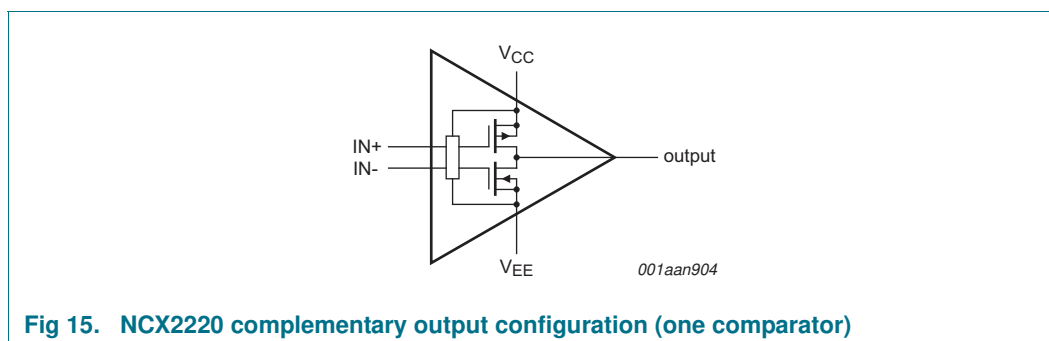 VCC
IN+
IN-
output
VEE
001aan904
Fig 15. NCX2220 complementary output configuration (one comparator)